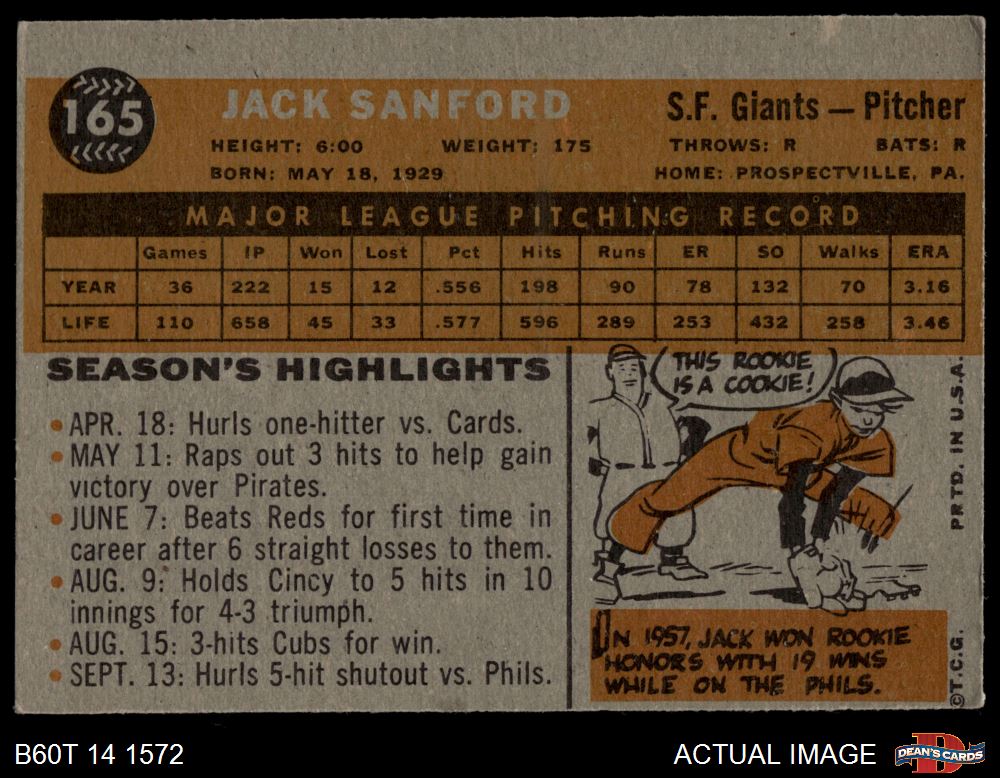 165
JACK SANFORD
S.F. Giants — Pitcher
HEIGHT: 6:00 WEIGHT: 175 THROWS: R BATS: R
BORN: MAY 18, 1929 HOME: PROSPECTVILLE, PA.
MAJOR LEAGUE PITCHING RECORD
Games IP Won Lost Pct Hits Runs ER SO Walks ERA
YEAR 36 222 15 12 .556 198 90 78 132 70 3.16
LIFE 110 658 45 33 .577 596 289 253 432 258 3.46
SEASON'S HIGHLIGHTS
• APR. 18: Hurls one-hitter vs. Cards.
• MAY 11: Raps out 3 hits to help gain
victory over Pirates.
• JUNE 7: Beats Reds for first time in
career after 6 straight losses to them.
• AUG. 9: Holds Cincy to 5 hits in 10
innings for 4-3 triumph.
• AUG. 15: 3-hits Cubs for win.
• SEPT. 13: Hurls 5-hit shutout vs. Phils.
THIS ROOKIE
IS A COOKIE!
IN 1957, JACK WON ROOKIE
HONORS WITH 19 WINS
WHILE ON THE PHILS.
©T.C.G. PRTD. IN U.S.A.
B60T 14 1572
ACTUAL IMAGE
DEAN'S CARDS